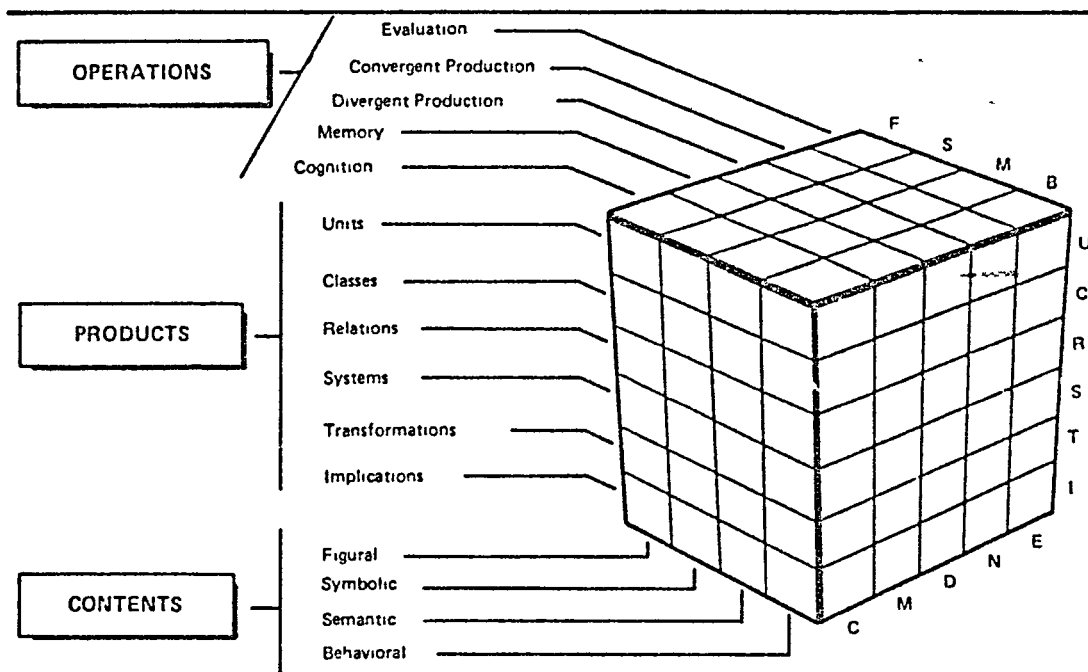 OPERATIONS
Evaluation
Convergent Production
Divergent Production
Memory
Cognition
F
S
M
B
PRODUCTS
Units
Classes
Relations
Systems
Transformations
Implications
U
C
R
S
T
I
CONTENTS
Figural
Symbolic
Semantic
Behavioral
C
M
D
N
E